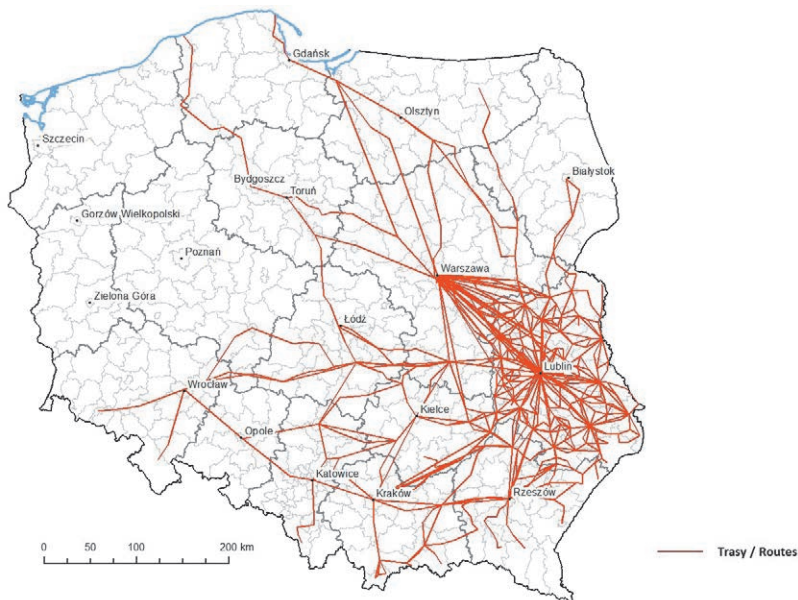 Gdańsk
Olsztyn
Szczecin
Białystok
Bydgoszcz
Toruń
Gorzów Wielkopolski
Poznań
Warszawa
Zielona Góra
Łódź
Lublin
Wrocław
Kielce
Opole
Katowice
Kraków
Rzeszów
0 50 100 200 km
Trasy / Routes